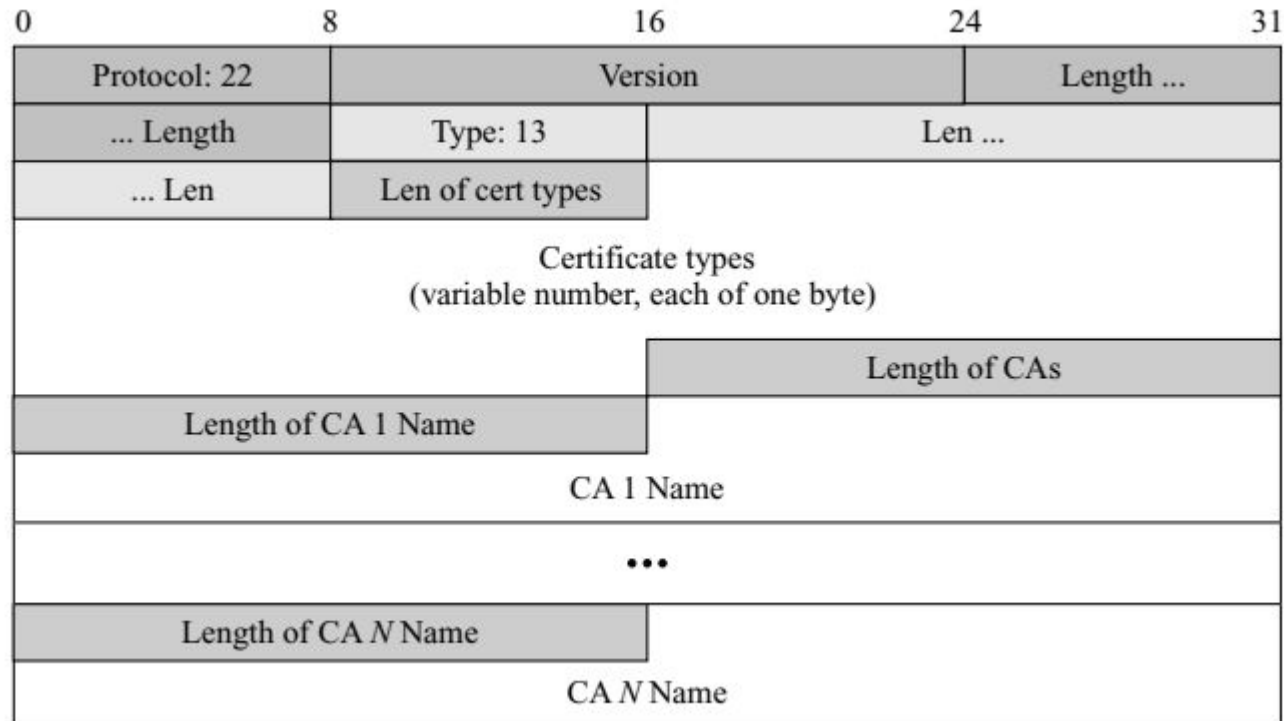 0 8 16 24 31
Protocol: 22 Version Length ...
... Length Type: 13 Len ...
... Len Len of cert types
Certificate types
(variable number, each of one byte)
Length of CAs
Length of CA 1 Name
CA 1 Name
•••
Length of CA N Name
CA N Name